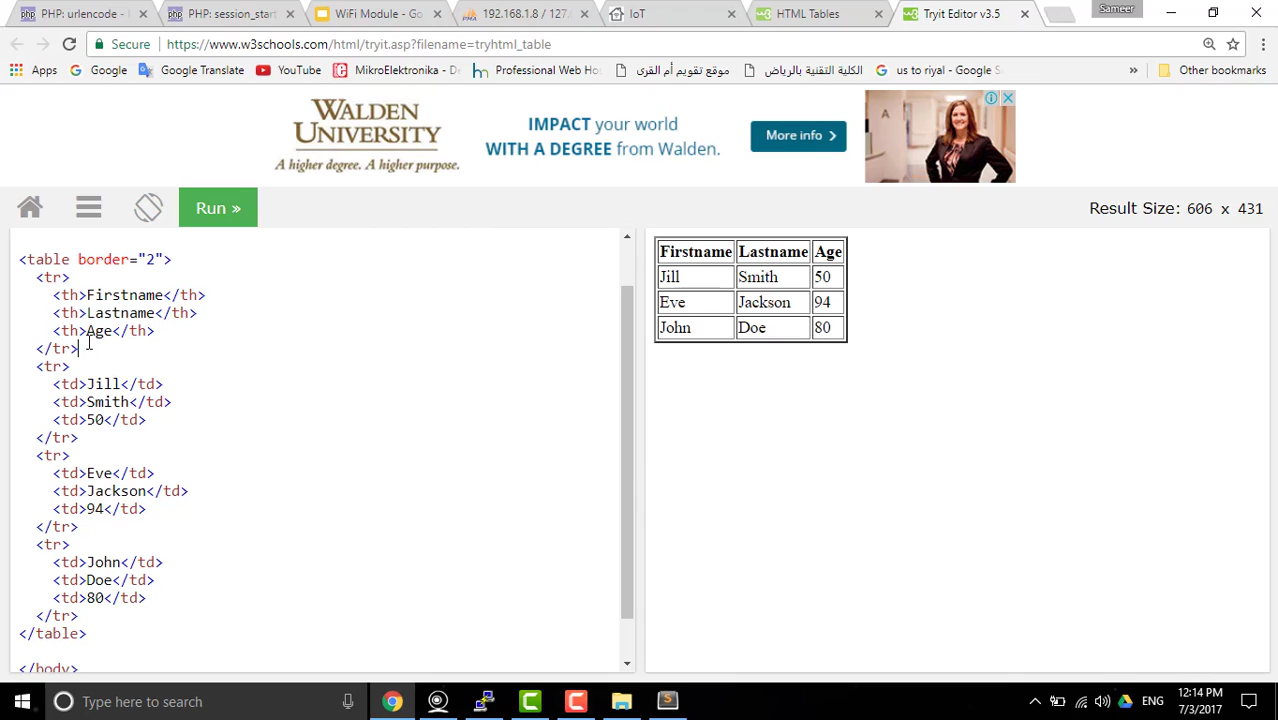 PHP: urlencode -
PHP: session_start
WiFi Module - Go
192.168.1.8 / 127.
IoT
HTML Tables
Tryit Editor v3.5
Sameer
Secure
https://www.w3schools.com/html/tryit.asp?filename=tryhtml_table
Apps
Google
Google Translate
YouTube
MikroElektronika - De
Professional Web Ho
موقع تقويم أم القرى
الكلية التقنية بالرياض
us to riyal - Google S
Other bookmarks
WALDEN
UNIVERSITY
A higher degree. A higher purpose.
IMPACT your world
WITH A DEGREE from Walden.
More info
A
Run »
Result Size: 606 x 431
<table border="2">
<tr>
<th>Firstname</th>
<th>Lastname</th>
<th>Age</th>
</tr>
<tr>
<td>Jill</td>
<td>Smith</td>
<td>50</td>
</tr>
<tr>
<td>Eve</td>
<td>Jackson</td>
<td>94</td>
</tr>
<tr>
<td>John</td>
<td>Doe</td>
<td>80</td>
</tr>
</table>
</body>
Firstname Lastname Age
Jill Smith 50
Eve Jackson 94
John Doe 80
Type here to search
ENG
12:14 PM
7/3/2017